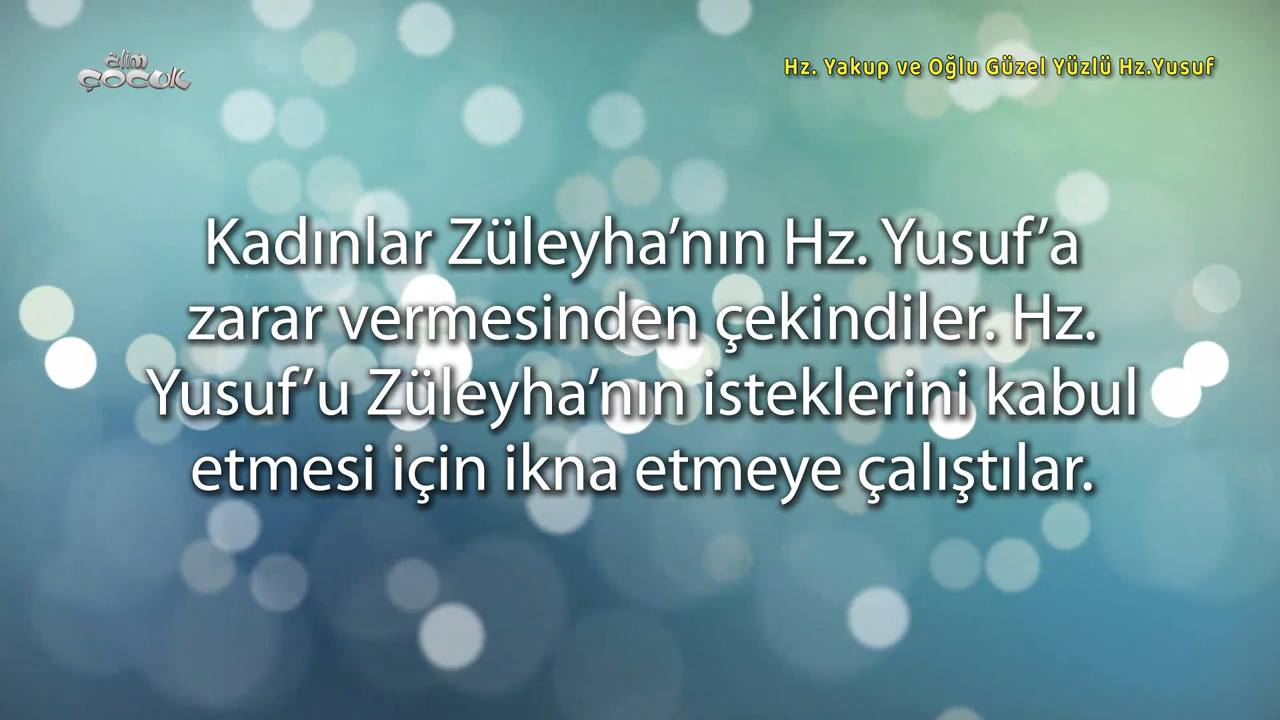 alim
ÇOCUK
Hz. Yakup ve Oğlu Güzel Yüzlü Hz.Yusuf
Kadınlar Züleyha’nın Hz. Yusuf’a
zarar vermesinden çekindiler. Hz.
Yusuf’u Züleyha’nın isteklerini kabul
etmesi için ikna etmeye çalıştılar.